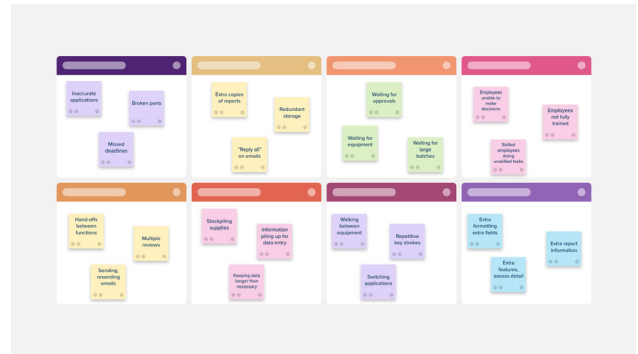 Inaccurate
applications
Broken parts
Missed
deadlines
Extra copies
of reports
Redundant
storage
"Reply all"
on emails
Waiting for
approvals
Waiting for
equipment
Waiting for
large
batches
Employees
unable to
make
decisions
Employees
not fully
trained
Skilled
employees
doing
unskilled tasks
Hand-offs
between
functions
Multiple
reviews
Sending,
resending
emails
Stockpiling
supplies
Information
piling up for
data entry
Keeping data
longer than
necessary
Walking
between
equipment
Repetitive
key strokes
Switching
applications
Extra
formatting
extra fields
Extra report
information
Extra
features,
excess detail